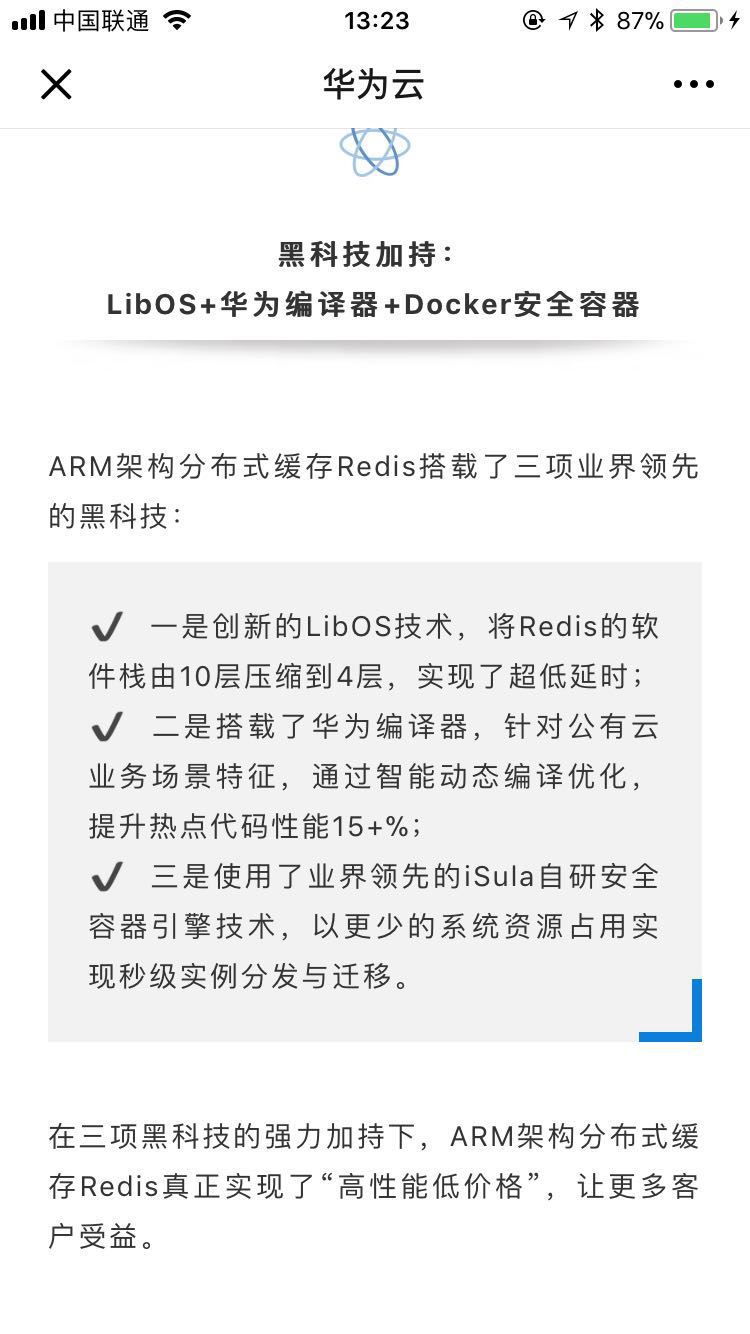 中国联通 13:23 87%
华为云
黑科技加持：
LibOS+华为编译器+Docker安全容器
ARM架构分布式缓存Redis搭载了三项业界领先
的黑科技：
✔ 一是创新的LibOS技术，将Redis的软
件栈由10层压缩到4层，实现了超低延时；
✔ 二是搭载了华为编译器，针对公有云
业务场景特征，通过智能动态编译优化，
提升热点代码性能15+%；
✔ 三是使用了业界领先的iSula自研安全
容器引擎技术，以更少的系统资源占用实
现秒级实例分发与迁移。
在三项黑科技的强力加持下，ARM架构分布式缓
存Redis真正实现了“高性能低价格”，让更多客
户受益。